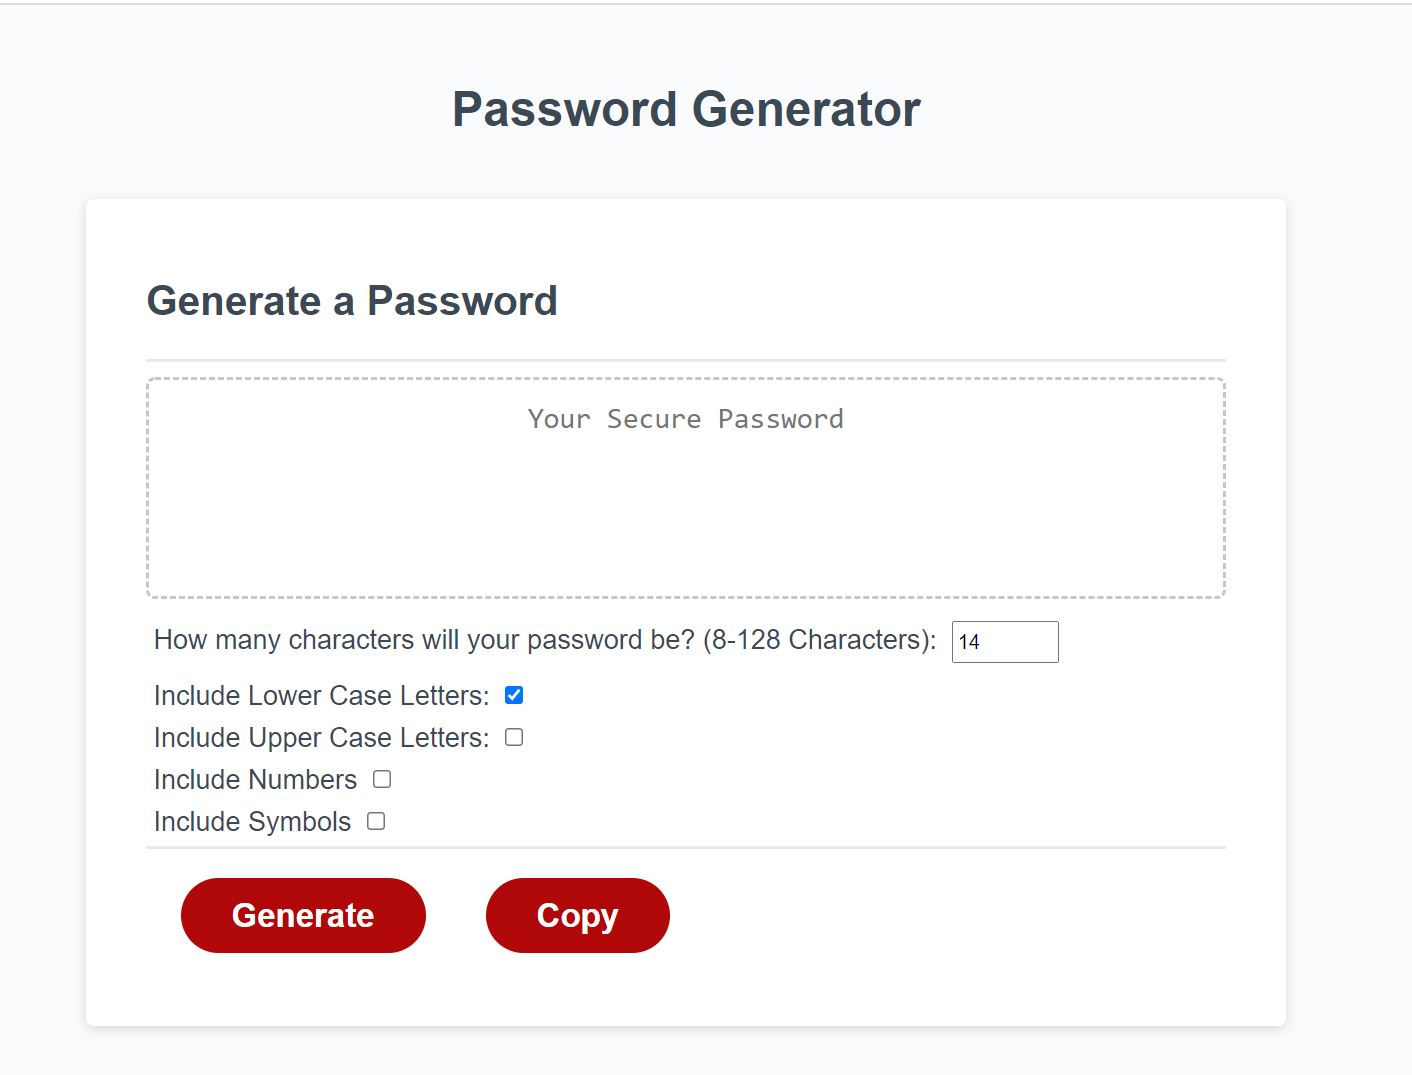 Password Generator
Generate a Password
Your Secure Password
How many characters will your password be? (8-128 Characters): 14
Include Lower Case Letters:
Include Upper Case Letters:
Include Numbers
Include Symbols
Generate Copy